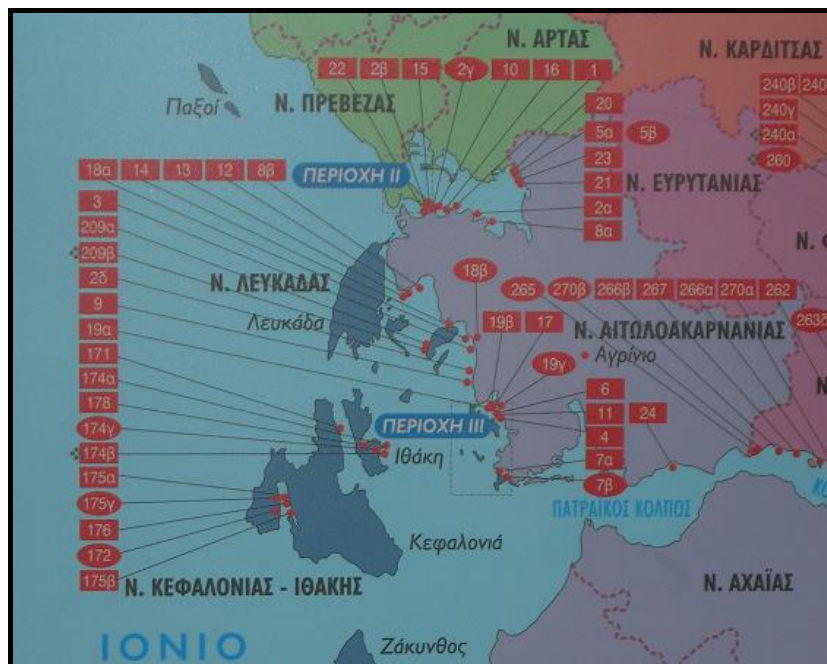 Ν. ΑΡΤΑΣ
Ν. ΚΑΡΔΙΤΣΑΣ
22 2β 15 2γ 10 16 1
240β 240
Παξοί
Ν. ΠΡΕΒΕΖΑΣ
20
240γ
5α 5β
240α
18α 14 13 12 8β
ΠΕΡΙΟΧΗ ΙΙ
23
260
21
Ν. ΕΥΡΥΤΑΝΙΑΣ
3
2α
209α
8α
209β
2δ
Ν. ΛΕΥΚΑΔΑΣ
18β
265 270β 266β 267 266α 270α 262
9
Λευκάδα
19β 17
Ν. ΑΙΤΩΛΟΑΚΑΡΝΑΝΙΑΣ
263δ
19α
171
19γ
Αγρίνιο
174α
6
178
11 24
174γ
ΠΕΡΙΟΧΗ ΙΙΙ
4
174β
Ιθάκη
7α
175α
7β
175γ
ΠΑΤΡΑΪΚΟΣ ΚΟΛΠΟΣ
ΚΟ
176
Κεφαλονιά
172
175β
Ν. ΚΕΦΑΛΟΝΙΑΣ - ΙΘΑΚΗΣ
Ν. ΑΧΑΪΑΣ
ΙΟΝΙΟ
Ζάκυνθος